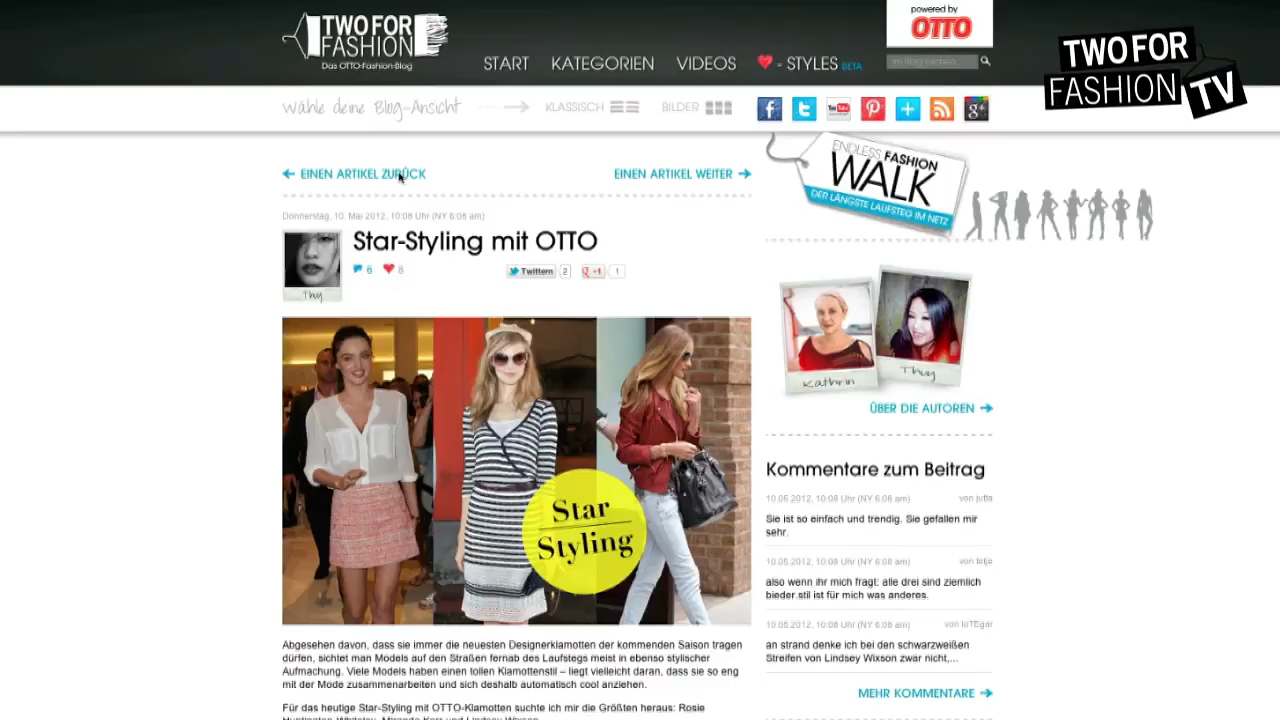 TWO FOR
FASHION
Das OTTO-Fashion-Blog
START KATEGORIEN VIDEOS - STYLES BETA
powered by
OTTO
TWO FOR
FASHION TV
Wähle deine Blog-Ansicht KLASSISCH BILDER
EINEN ARTIKEL ZURÜCK EINEN ARTIKEL WEITER
ENDLESS FASHION
WALK
DER LÄNGSTE LAUFSTEG IM NETZ
Donnerstag, 10. Mai 2012, 10:08 Uhr (NY 6:08 am)
Star-Styling mit OTTO
6 8 Twittern 2 +1 1
Thuy
Star
Styling
Kathrin Thuy
ÜBER DIE AUTOREN
Kommentare zum Beitrag
10.05.2012, 10:08 Uhr (NY 6:08 am) von jutta
Sie ist so einfach und trendig. Sie gefallen mir
sehr.
10.05.2012, 10:08 Uhr (NY 6:08 am) von
also wenn ihr mich fragt: alle drei sind ziemlich
bieder.stil ist für mich was anderes.
10.05.2012, 10:08 Uhr (NY 6:08 am) von loTEgar
an strand denke ich bei den schwarzweißen
Streifen von Lindsey Wixson zwar nicht,...
MEHR KOMMENTARE
Abgesehen davon, dass sie immer die neuesten Designerklamotten der kommenden Saison tragen
dürfen, sichtet man Models auf den Straßen fernab des Laufstegs meist in ebenso stylischer
Aufmachung. Viele Models haben einen tollen Klamottenstil – liegt vielleicht daran, dass sie so eng
mit der Mode zusammenarbeiten und sich deshalb automatisch cool anziehen.
Für das heutige Star-Styling mit OTTO-Klamotten suchte ich mir die Größten heraus: Rosie
Huntington-Whiteley, Miranda Kerr und Lindsey Wixson.